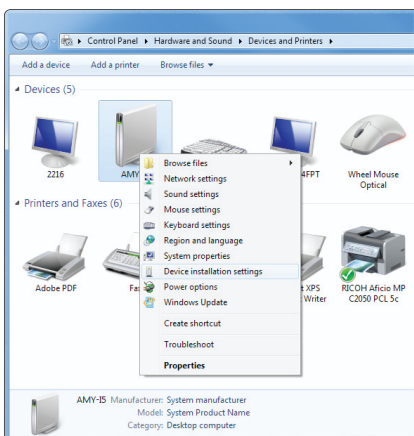 Control Panel ▸ Hardware and Sound ▸ Devices and Printers ▸
Add a device Add a printer Browse files
Devices (5)
2216
AMY
4FPT
Wheel Mouse
Optical
Browse files
Network settings
Sound settings
Mouse settings
Keyboard settings
Region and language
System properties
Device installation settings
Power options
Windows Update
Create shortcut
Troubleshoot
Properties
Printers and Faxes (6)
Adobe PDF
Fa
XPS
Writer
RICOH Aficio MP
C2050 PCL 5c
AMY-I5 Manufacturer: System manufacturer
Model: System Product Name
Category: Desktop computer